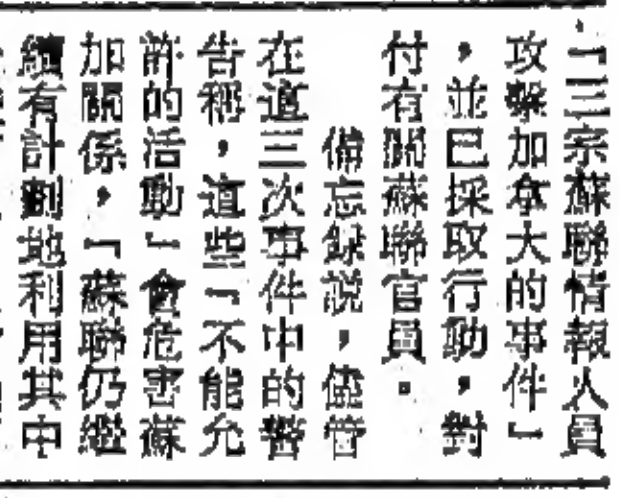 「三宗蘇聯情報人員
攻擊加拿大的事件」
，並已採取行動，對
付有關蘇聯官員。
備忘錄說，儘管
在這三次事件中的警
告稱，這些「不能允
許的活動」會危害蘇
加關係，「蘇聯仍繼
續有計劃地利用其中